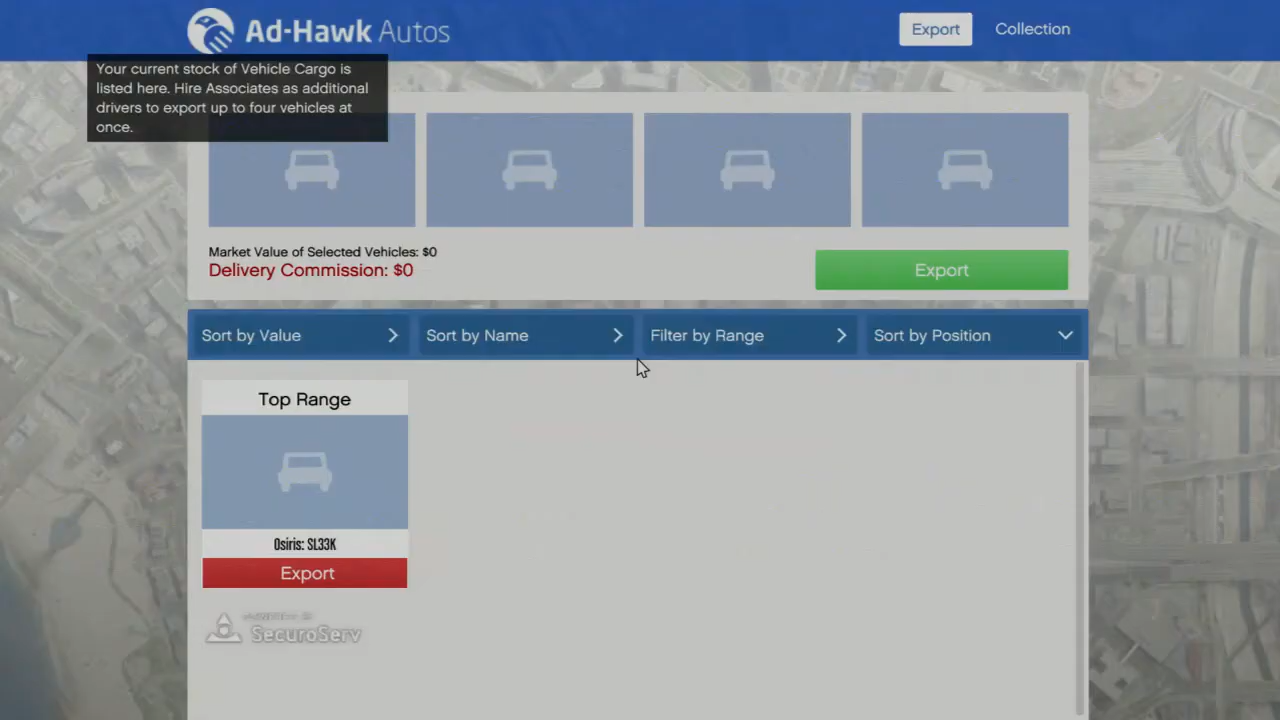 Ad-Hawk Autos
Export
Collection
Your current stock of Vehicle Cargo is
listed here. Hire Associates as additional
drivers to export up to four vehicles at
once.
Market Value of Selected Vehicles: $0
Delivery Commission: $0
Export
Sort by Value
Sort by Name
Filter by Range
Sort by Position
Top Range
Osiris: SL33K
Export
POWERED BY
SecuroServ